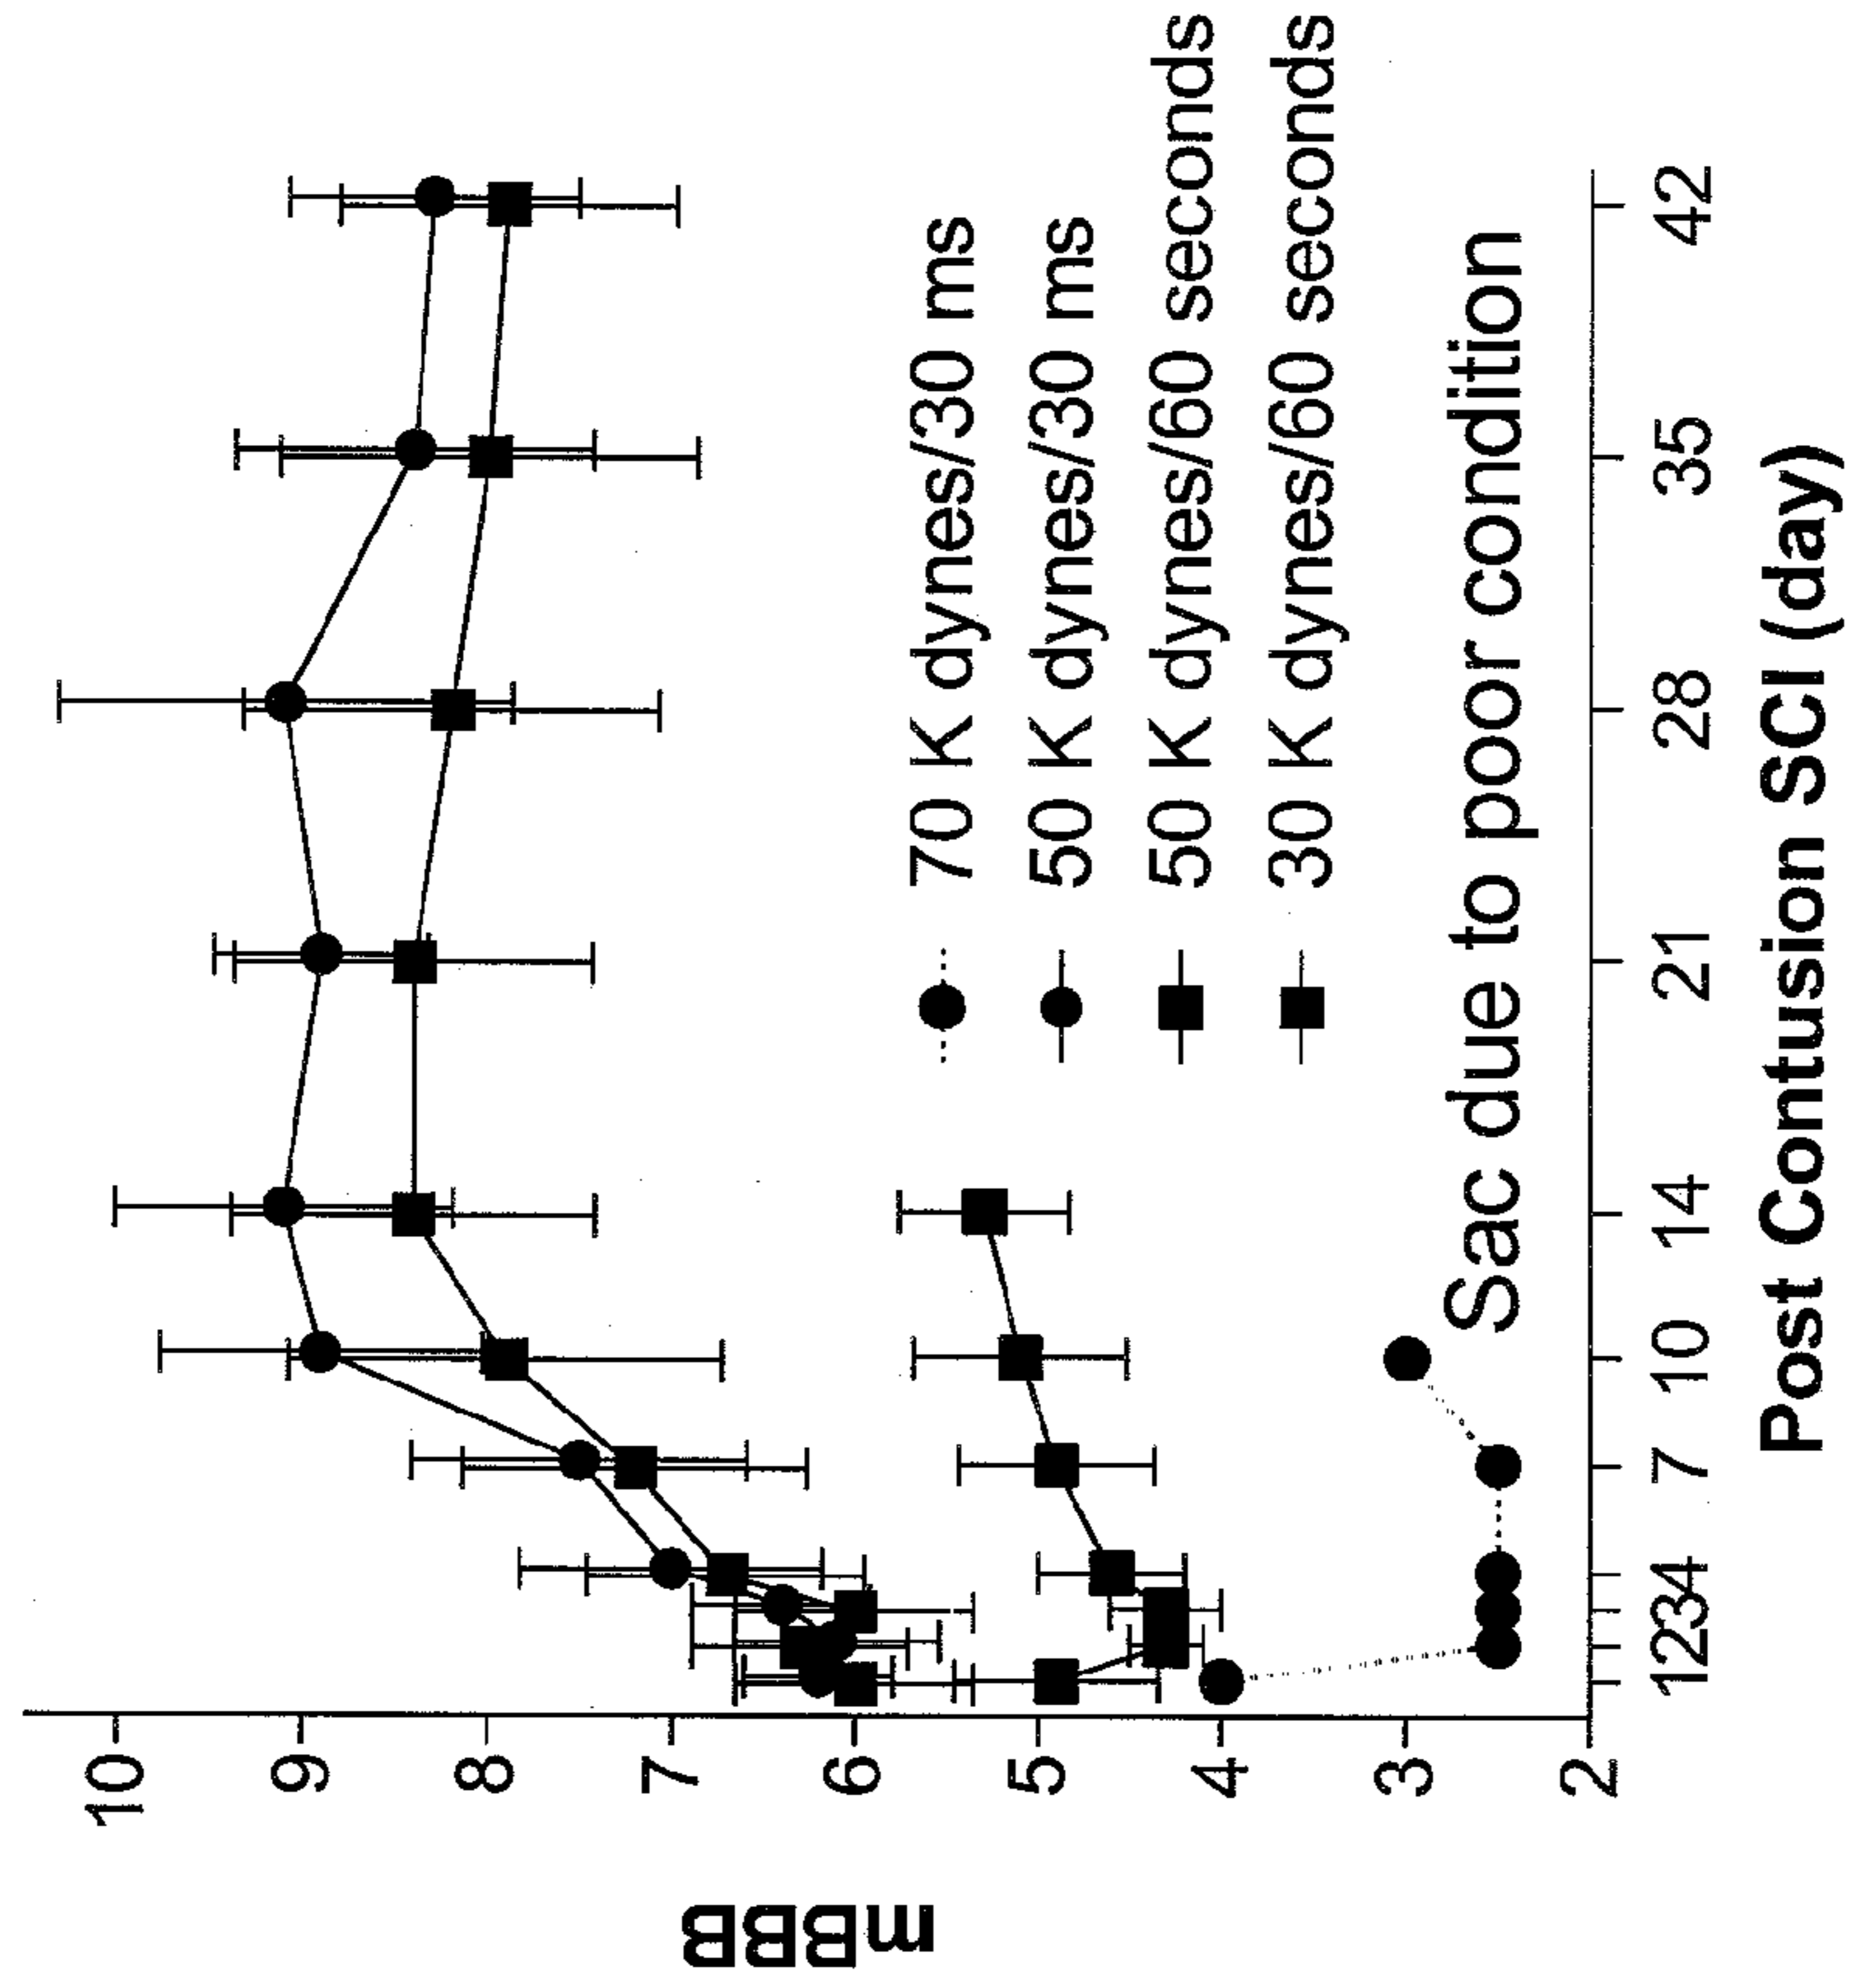 mBBB
10
9
8
7
6
5
4
3
2
70 K dynes/30 ms
50 K dynes/30 ms
50 K dynes/60 seconds
30 K dynes/60 seconds
Sac due to poor condition
1234 7 10 14 21 28 35 42
Post Contusion SCI (day)